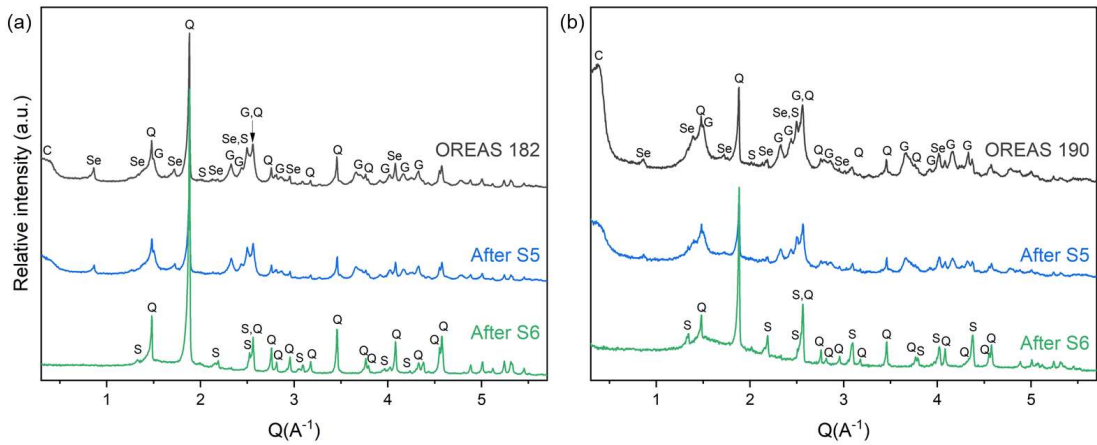 (a)
Q
G,Q
Se,S
Q
C
Se
Se
G
Se
S
Se
G
G
Q
G
Se
Q
Q
G
Q
G
Se
G
G
OREAS 182
After S5
Q
S
S
S
S,Q
Q
Q
Q
S
Q
Q
Q
Q
S
Q
S
Q
Q
After S6
1
2
3
4
5
Q(A⁻¹)
Relative intensity (a.u.)
(b)
C
Q
G,Q
Se,S
Q
Se
Se
G
Se
S
Se
G
G
Q
G
Se
Q
Q
G
Q
G
Se
G
G
OREAS 190
After S5
S,Q
S
Q
S
S
Q
Q
Q
S
Q
Q
Q
S
S
Q
Q
S
Q
Q
After S6
1
2
3
4
5
Q(A⁻¹)